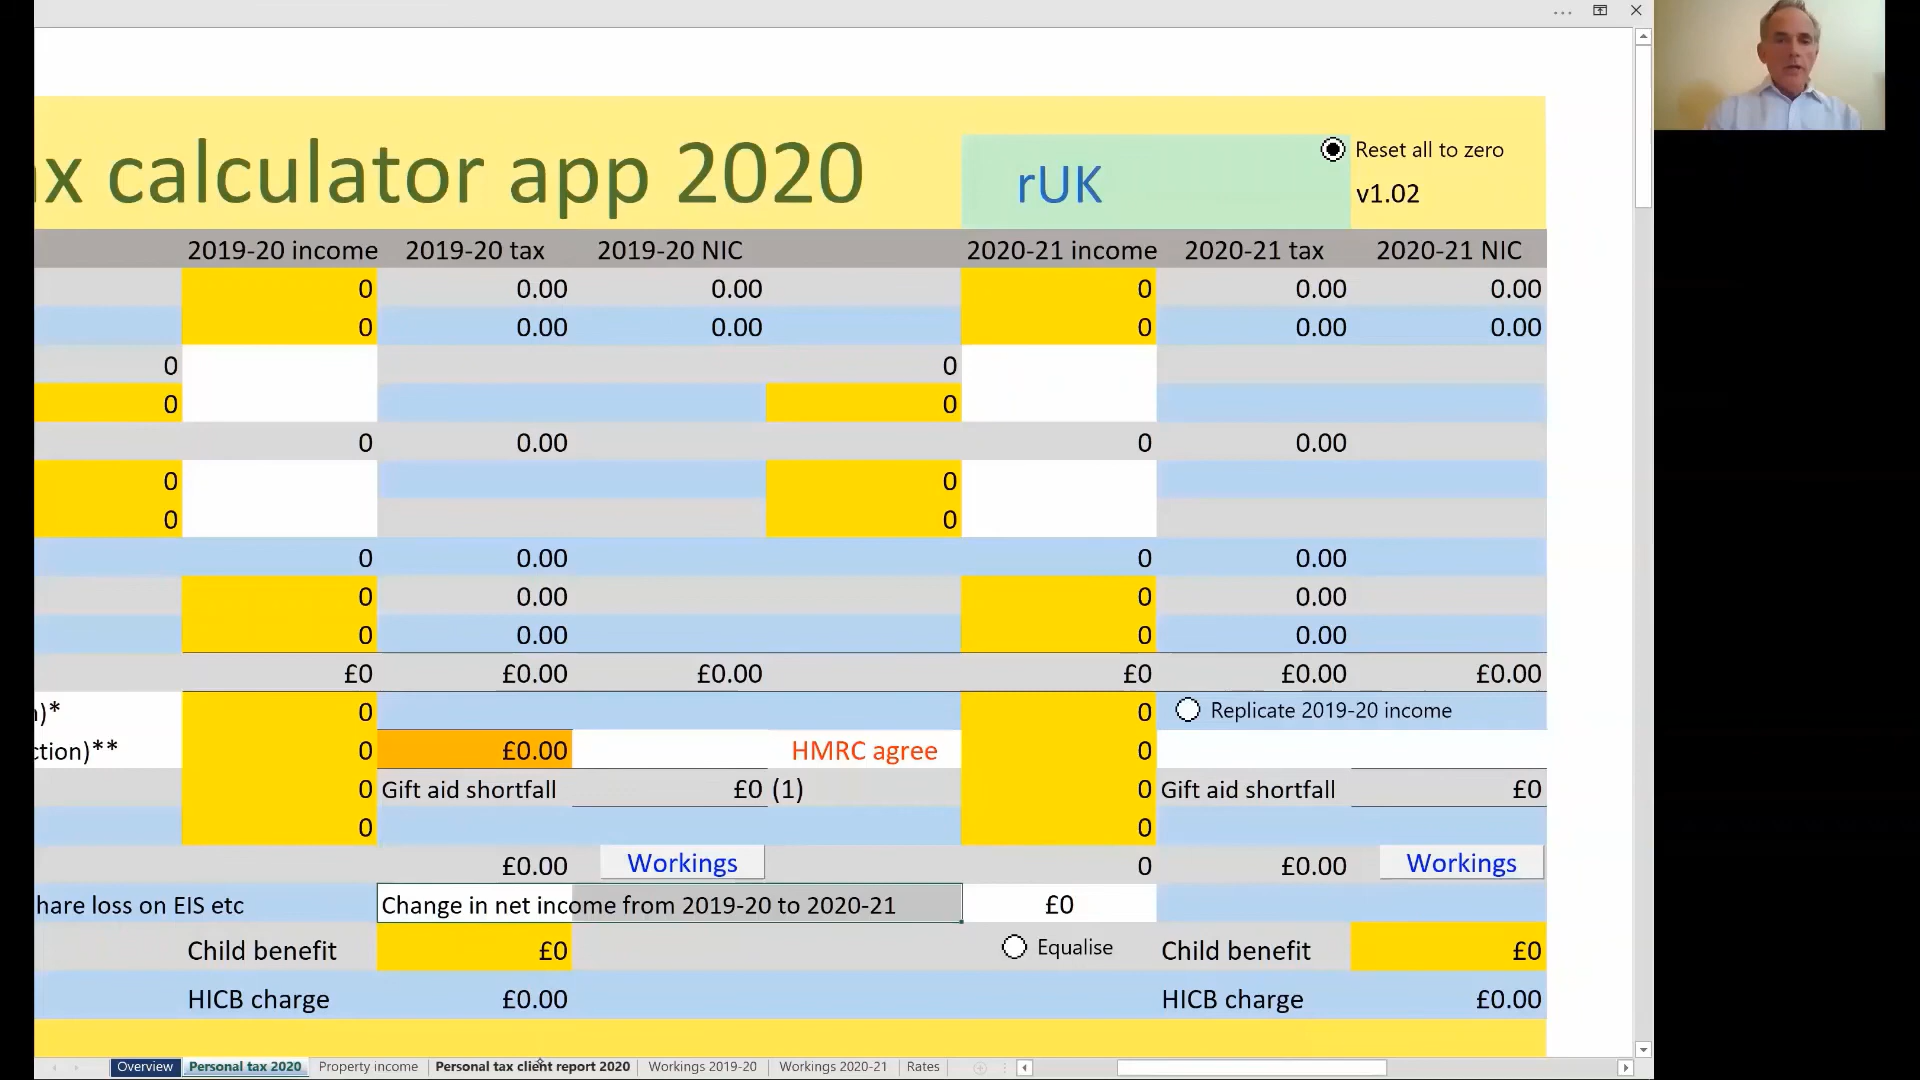 x calculator app 2020
rUK
Reset all to zero
v1.02
2019-20 income 2019-20 tax 2019-20 NIC 2020-21 income 2020-21 tax 2020-21 NIC
0 0.00 0.00 0 0.00 0.00
0 0.00 0.00 0 0.00 0.00
0 0
0 0
0 0.00 0 0.00
0 0
0 0
0 0.00 0 0.00
0 0.00 0 0.00
0 0.00 0 0.00
£0 £0.00 £0.00 £0 £0.00 £0.00
)* 0 0 Replicate 2019-20 income
ction)** 0 £0.00 HMRC agree 0
0 Gift aid shortfall £0 (1) 0 Gift aid shortfall £0
0 0
£0.00 Workings 0 £0.00 Workings
hare loss on EIS etc Change in net income from 2019-20 to 2020-21 £0
Child benefit £0 Equalise Child benefit £0
HICB charge £0.00 HICB charge £0.00
Overview Personal tax 2020 Property income Personal tax client report 2020 Workings 2019-20 Workings 2020-21 Rates